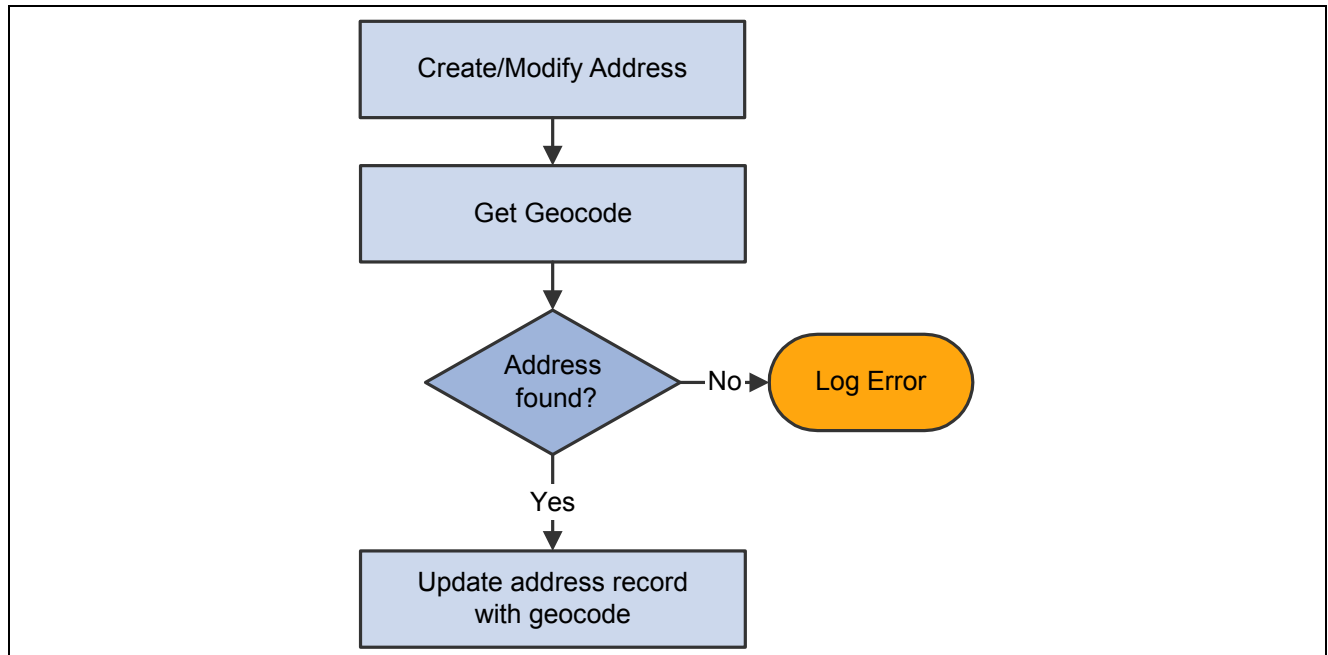 Create/Modify Address
Get Geocode
Address
found?
No
Log Error
Yes
Update address record
with geocode